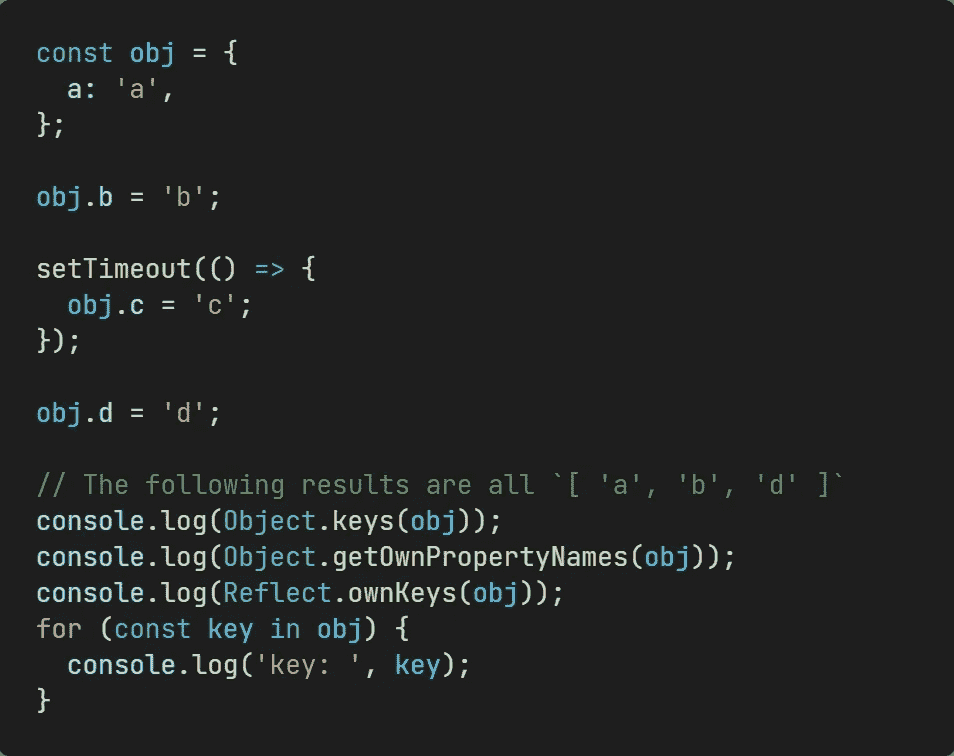 const obj = {
  a: 'a',
};

obj.b = 'b';

setTimeout(() => {
  obj.c = 'c';
});

obj.d = 'd';

// The following results are all `[ 'a', 'b', 'd' ]`
console.log(Object.keys(obj));
console.log(Object.getOwnPropertyNames(obj));
console.log(Reflect.ownKeys(obj));
for (const key in obj) {
  console.log('key: ', key);
}